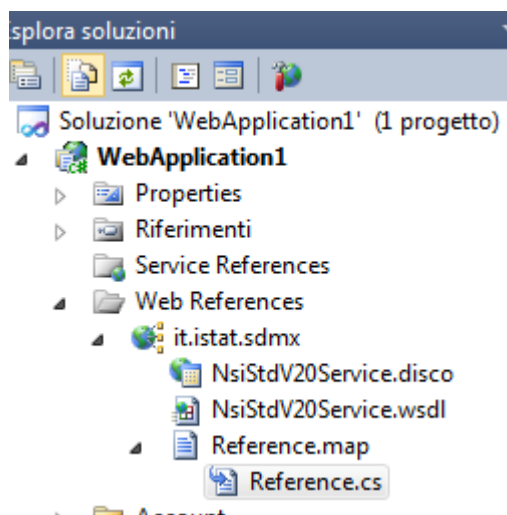 splora soluzioni
Soluzione 'WebApplication1' (1 progetto)
WebApplication1
Properties
Riferimenti
Service References
Web References
it.istat.sdmx
NsiStdV20Service.disco
NsiStdV20Service.wsdl
Reference.map
Reference.cs